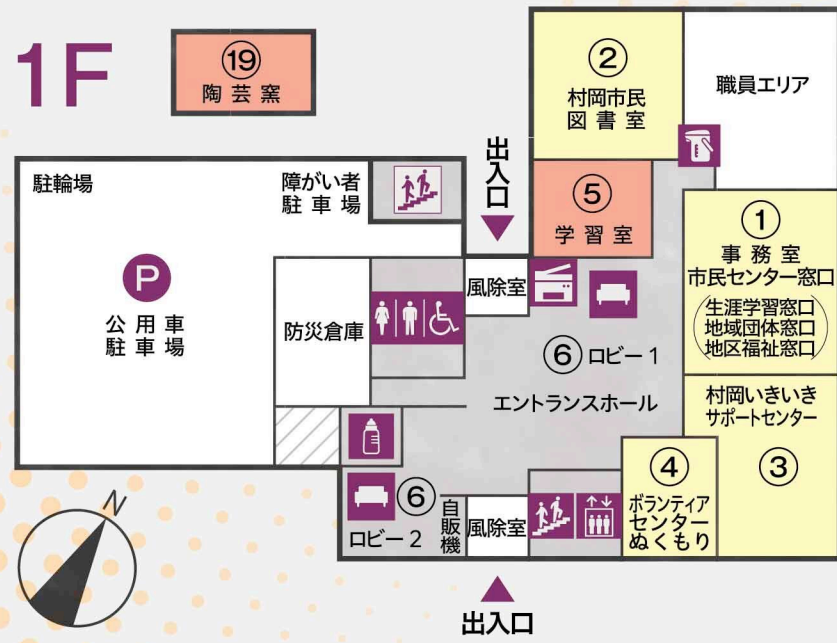 1F
⑲
陶芸窯
②
村岡市民
図書室
職員エリア
駐輪場
障がい者
駐車場
出入口
⑤
学習室
①
事務室
市民センター窓口
(生涯学習窓口
地域団体窓口
地区福祉窓口)
P
公用車
駐車場
防災倉庫
風除室
⑥ ロビー1
エントランスホール
村岡いきいき
サポートセンター
③
④
ボランティア
センター
ぬくもり
⑥
ロビー2
自販機
風除室
出入口
N